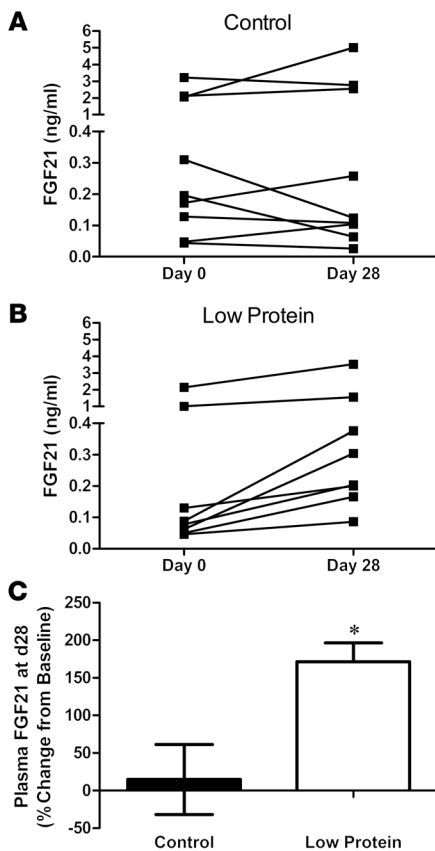 A
Control
FGF21 (ng/ml)
6
5
4
3
2
1
0.4
0.3
0.2
0.1
0.0
Day 0
Day 28
B
Low Protein
FGF21 (ng/ml)
6
5
4
3
2
1
0.4
0.3
0.2
0.1
0.0
Day 0
Day 28
C
Plasma FGF21 at d28
(% Change from Baseline)
250
200
150
100
50
0
-50
*
Control
Low Protein